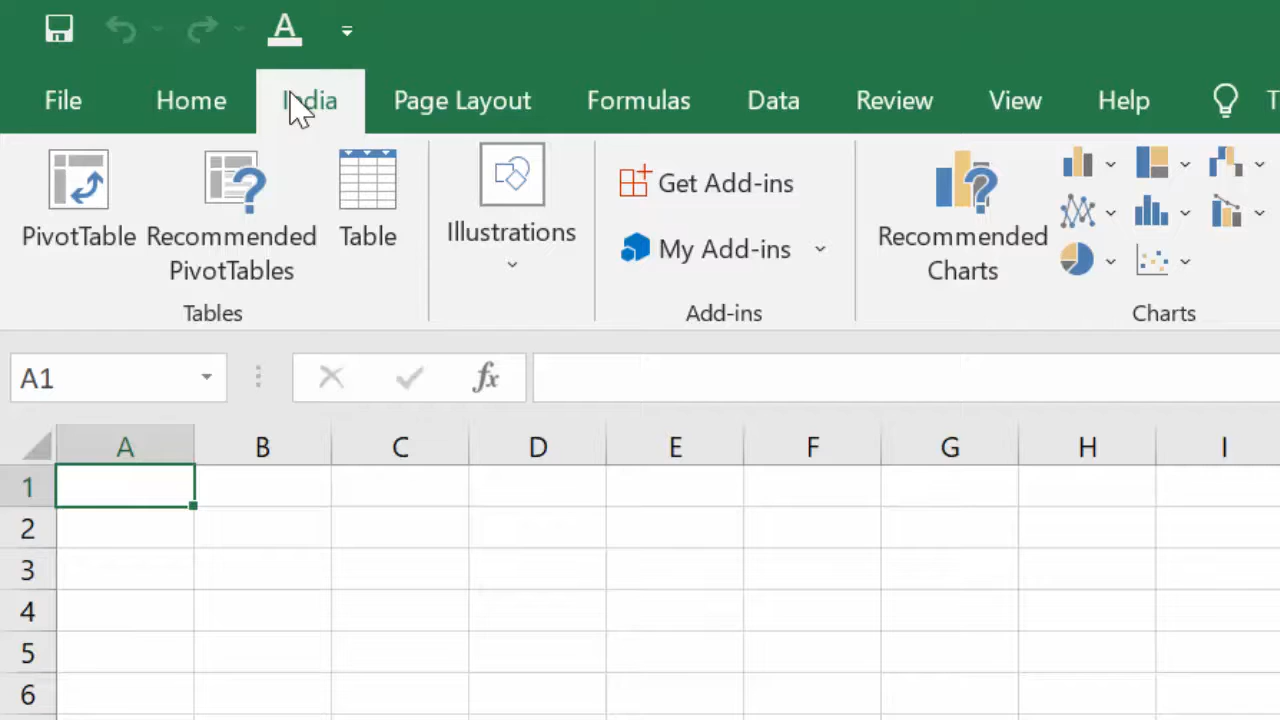 File Home India Page Layout Formulas Data Review View Help T
PivotTable Recommended PivotTables Table Illustrations Get Add-ins Recommended Charts
My Add-ins
Tables Add-ins Charts
A1 fx
A B C D E F G H I
1
2
3
4
5
6